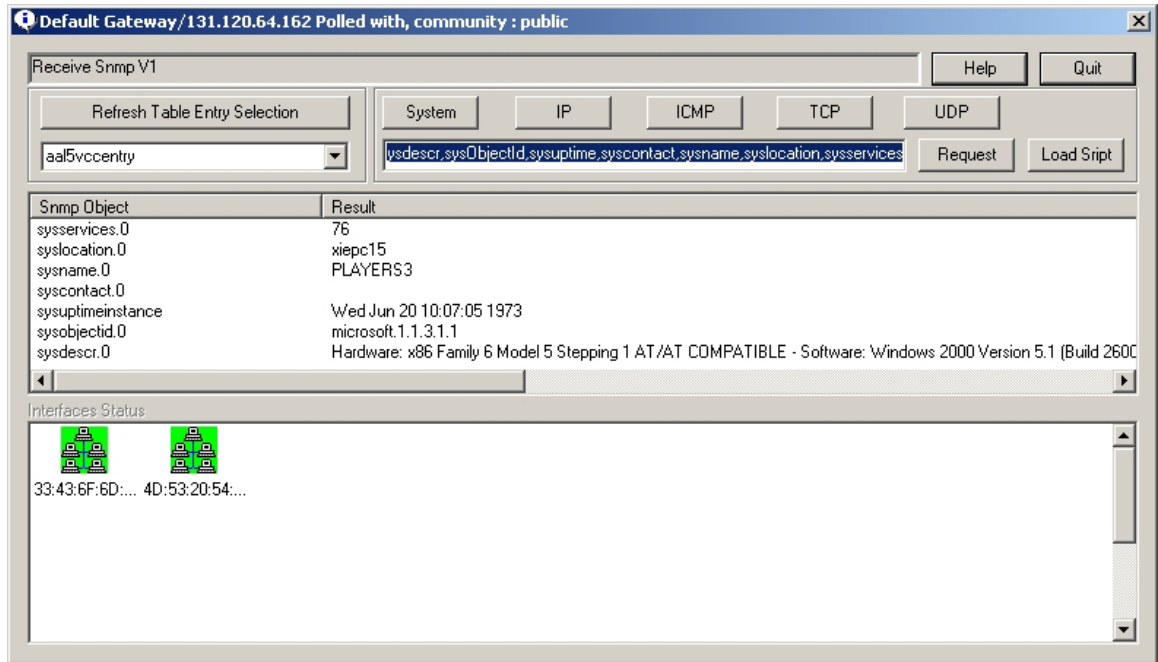 Default Gateway/131.120.64.162 Polled with, community : public
Receive Snmp V1
Help
Quit
Refresh Table Entry Selection
System
IP
ICMP
TCP
UDP
aal5vccentry
ysdescr,sysObjectId,sysuptime,syscontact,sysname,syslocation,sysservices
Request
Load Sript
Snmp Object Result
sysservices.0 76
syslocation.0 xiepc15
sysname.0 PLAYERS3
syscontact.0
sysuptimeinstance Wed Jun 20 10:07:05 1973
sysobjectid.0 microsoft.1.1.3.1.1
sysdescr.0 Hardware: x86 Family 6 Model 5 Stepping 1 AT/AT COMPATIBLE - Software: Windows 2000 Version 5.1 (Build 2600
Interfaces Status
33:43:6F:6D:... 4D:53:20:54:...